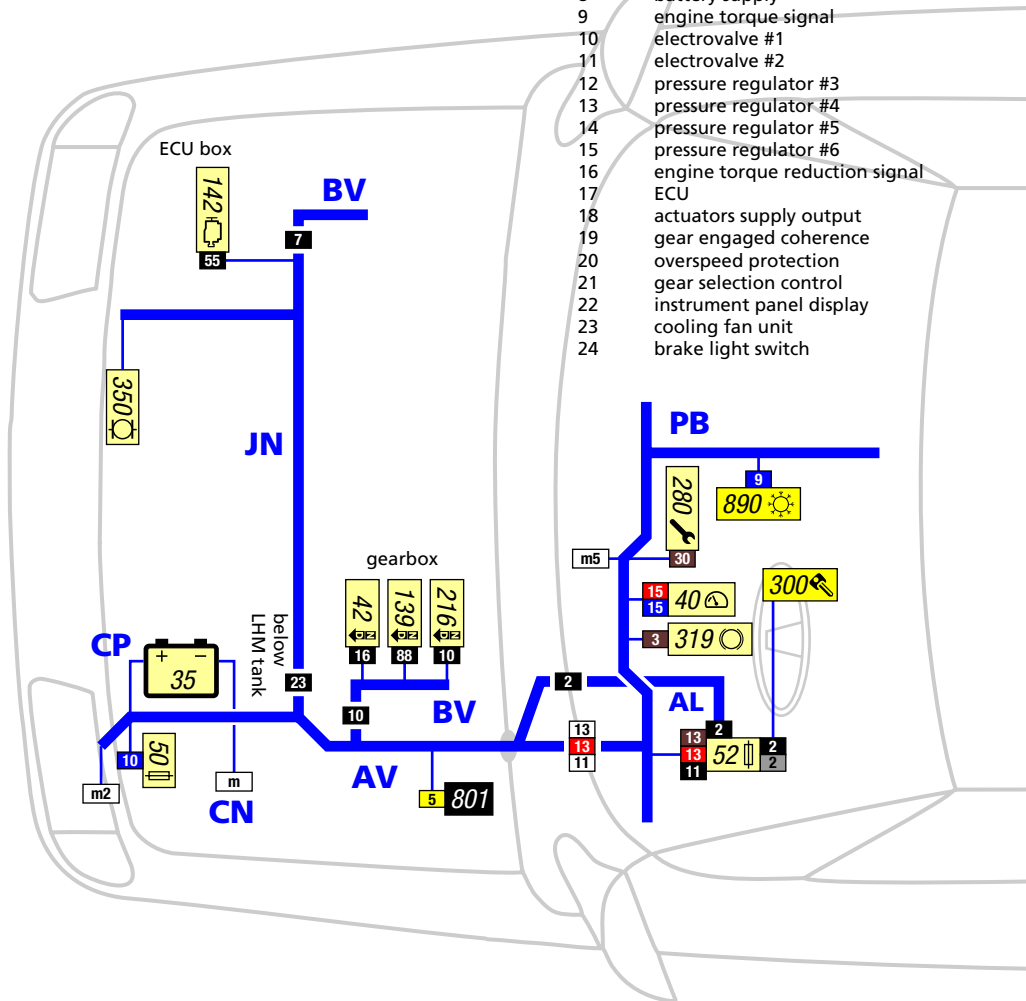 9 engine torque signal
10 electrovalve #1
11 electrovalve #2
12 pressure regulator #3
13 pressure regulator #4
14 pressure regulator #5
15 pressure regulator #6
16 engine torque reduction signal
17 ECU
18 actuators supply output
19 gear engaged coherence
20 overspeed protection
21 gear selection control
22 instrument panel display
23 cooling fan unit
24 brake light switch
ECU box
142
55
BV
7
350
JN
PB
9
890
280
30
m5
gearbox
42
139
216
16
88
10
300
15
15
40
3
319
below
LHM tank
CP
+ −
35
23
10
BV
2
AL
13
13
11
2
13
13
11
52
2
2
10
50
m2
m
CN
AV
5
801